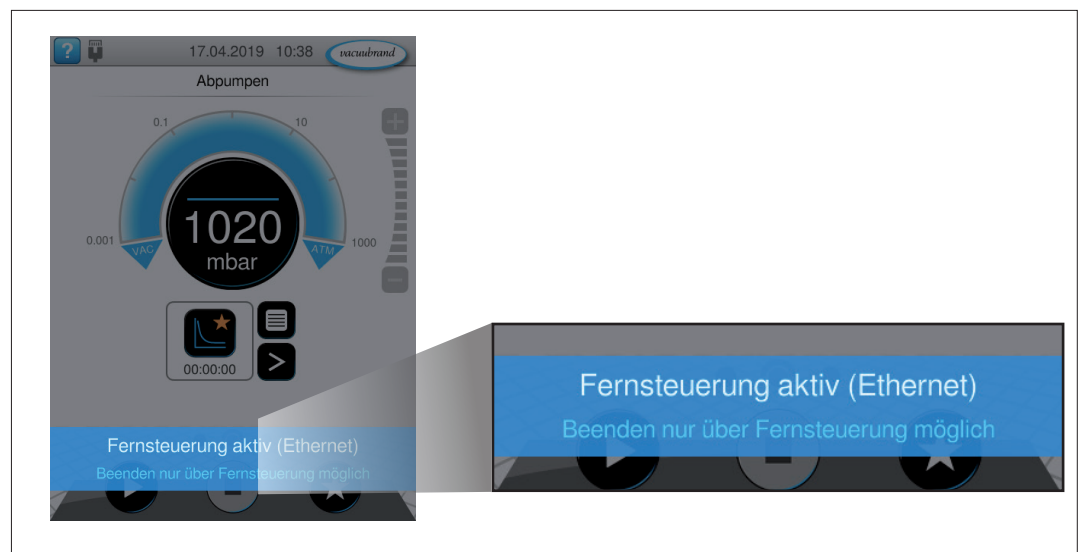 ?
17.04.2019 10:38
vacuubrand
Abpumpen
0.1
10
0.001
1000
VAC
ATM
1020
mbar
00:00:00
Fernsteuerung aktiv (Ethernet)
Beenden nur über Fernsteuerung möglich
Fernsteuerung aktiv (Ethernet)
Beenden nur über Fernsteuerung möglich